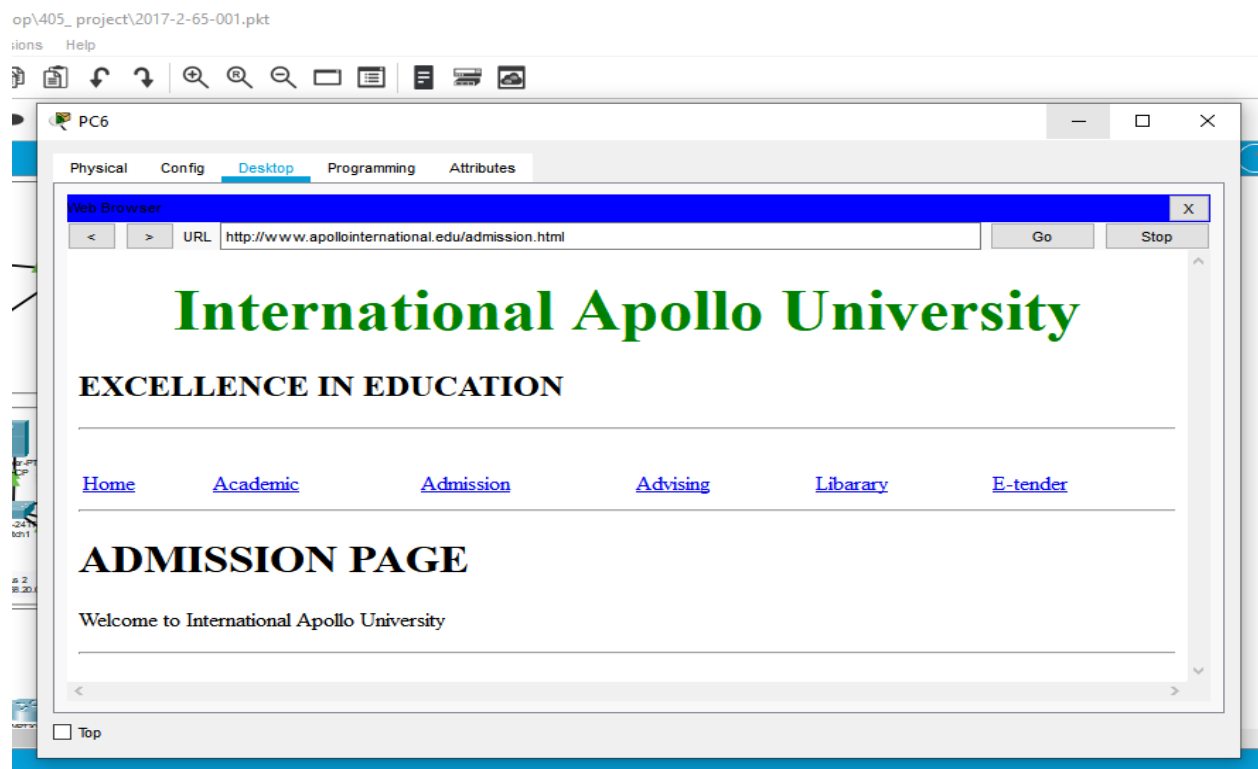 op\405_ project\2017-2-65-001.pkt
sions Help
PC6
Physical Config Desktop Programming Attributes
Web Browser X
< > URL http://www.apollointernational.edu/admission.html Go Stop
International Apollo University
EXCELLENCE IN EDUCATION
Home Academic Admission Advising Libarary E-tender
ADMISSION PAGE
Welcome to International Apollo University
Top